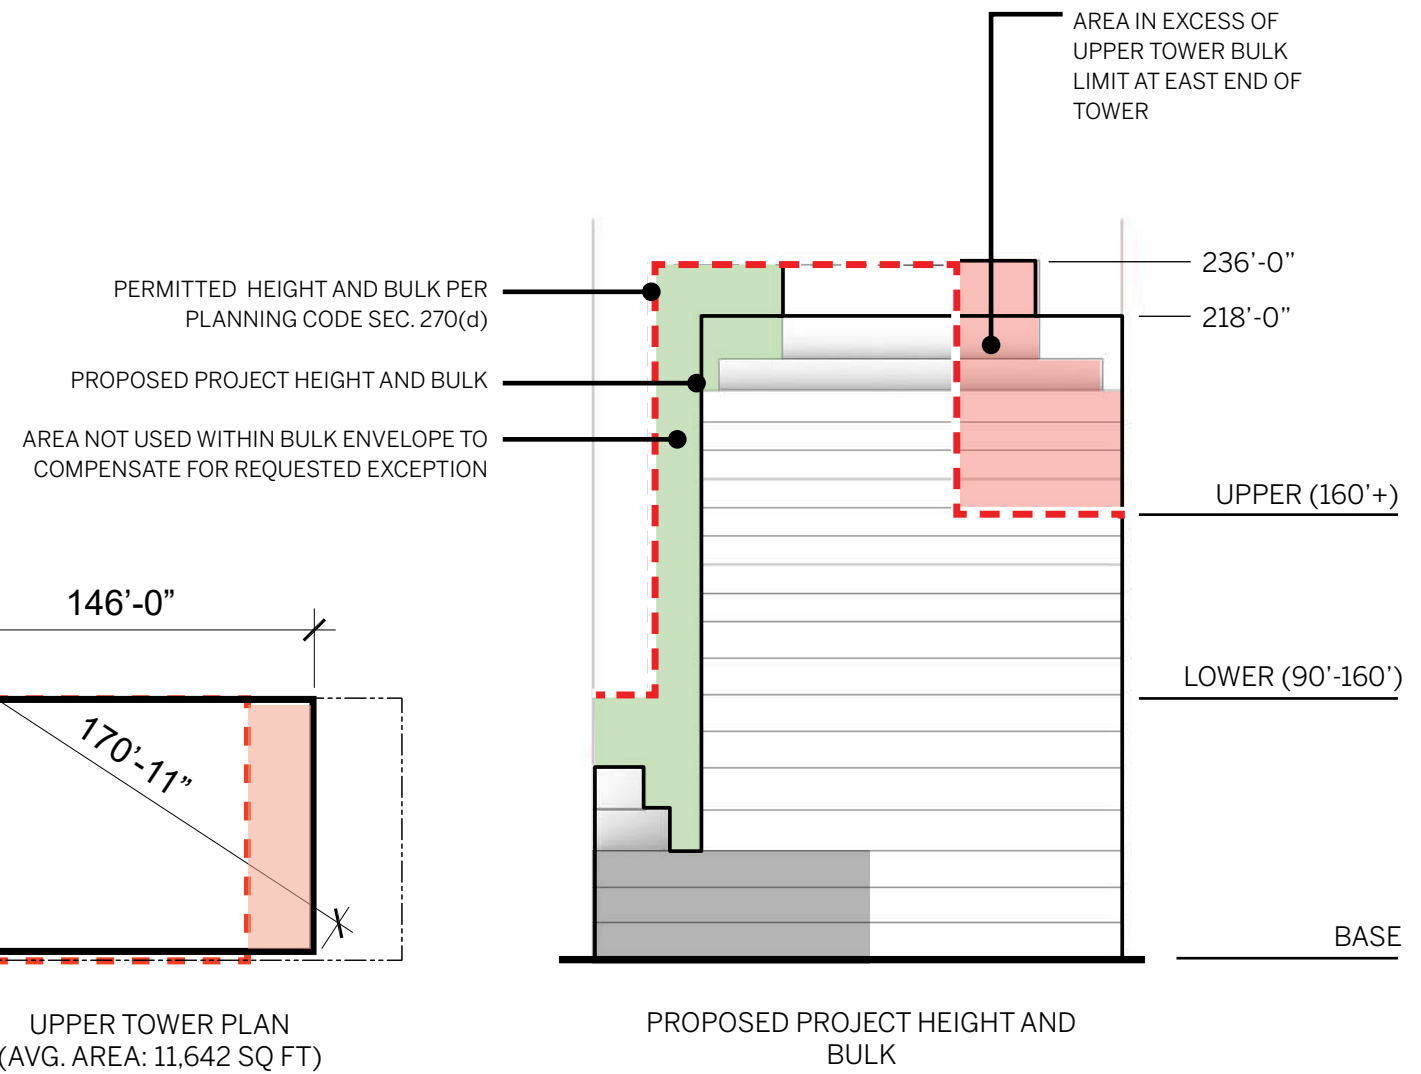 AREA IN EXCESS OF
UPPER TOWER BULK
LIMIT AT EAST END OF
TOWER
236’-0”
218’-0”
PERMITTED HEIGHT AND BULK PER
PLANNING CODE SEC. 270(d)
PROPOSED PROJECT HEIGHT AND BULK
AREA NOT USED WITHIN BULK ENVELOPE TO
COMPENSATE FOR REQUESTED EXCEPTION
UPPER (160’+)
LOWER (90’-160’)
BASE
146’-0”
170’-11”
UPPER TOWER PLAN
(AVG. AREA: 11,642 SQ FT)
PROPOSED PROJECT HEIGHT AND
BULK